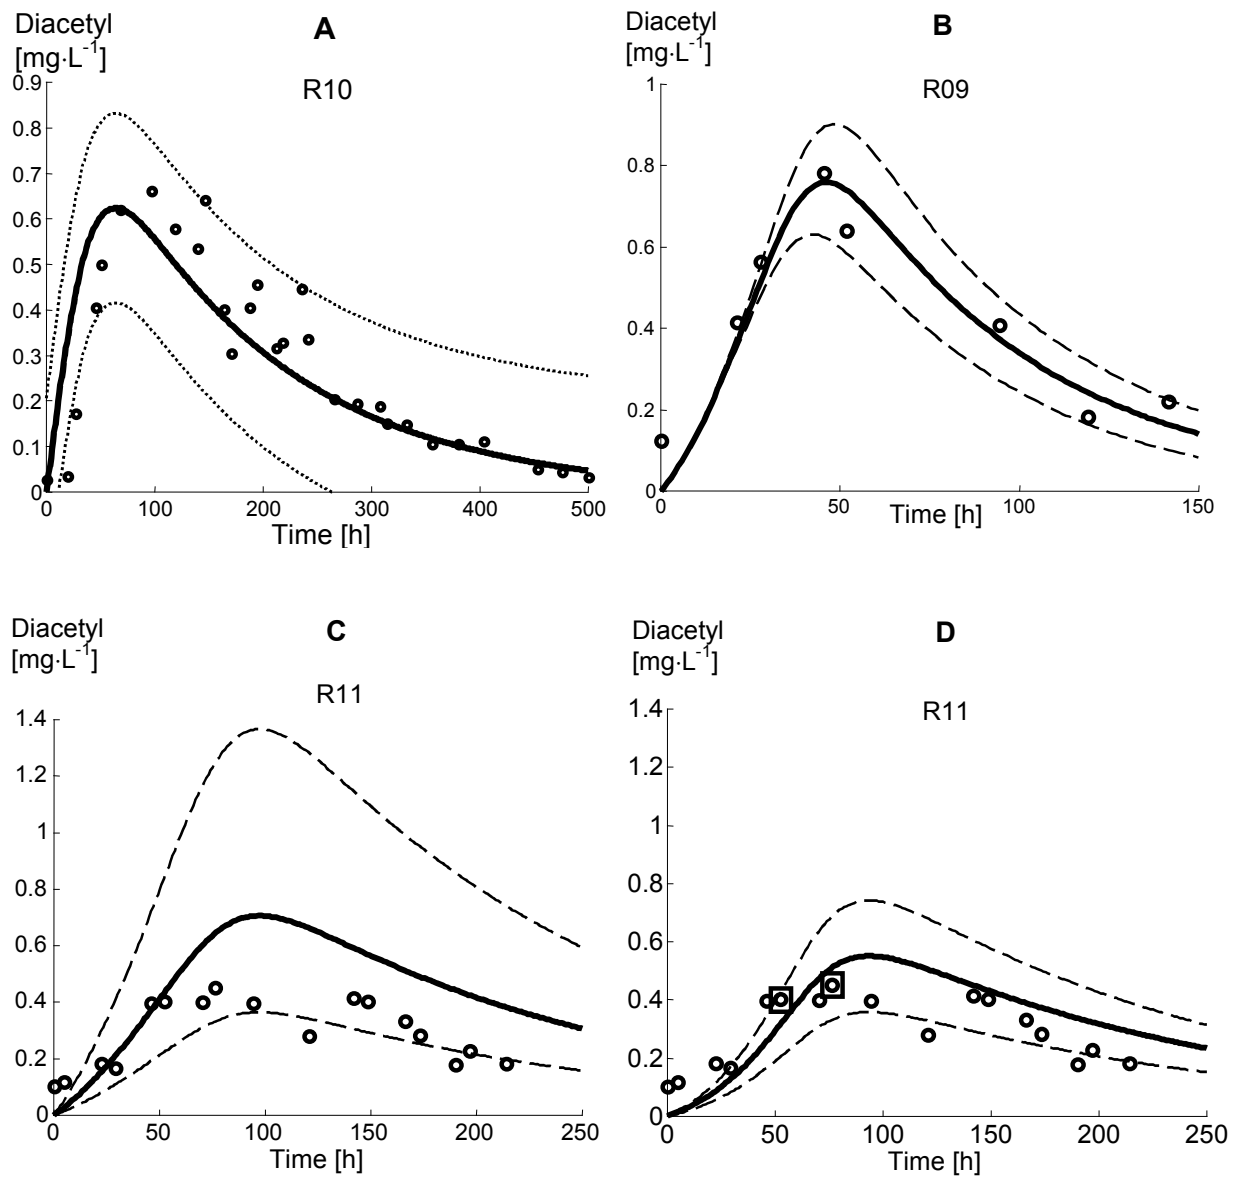 Diacetyl
[mg·L⁻¹]
A
R10
0.9
0.8
0.7
0.6
0.5
0.4
0.3
0.2
0.1
0
0 100 200 300 400 500
Time [h]
Diacetyl
[mg·L⁻¹]
B
R09
1
0.8
0.6
0.4
0.2
0
0 50 100 150
Time [h]
Diacetyl
[mg·L⁻¹]
C
R11
1.4
1.2
1
0.8
0.6
0.4
0.2
0
0 50 100 150 200 250
Time [h]
Diacetyl
[mg·L⁻¹]
D
R11
1.4
1.2
1
0.8
0.6
0.4
0.2
0
0 50 100 150 200 250
Time [h]